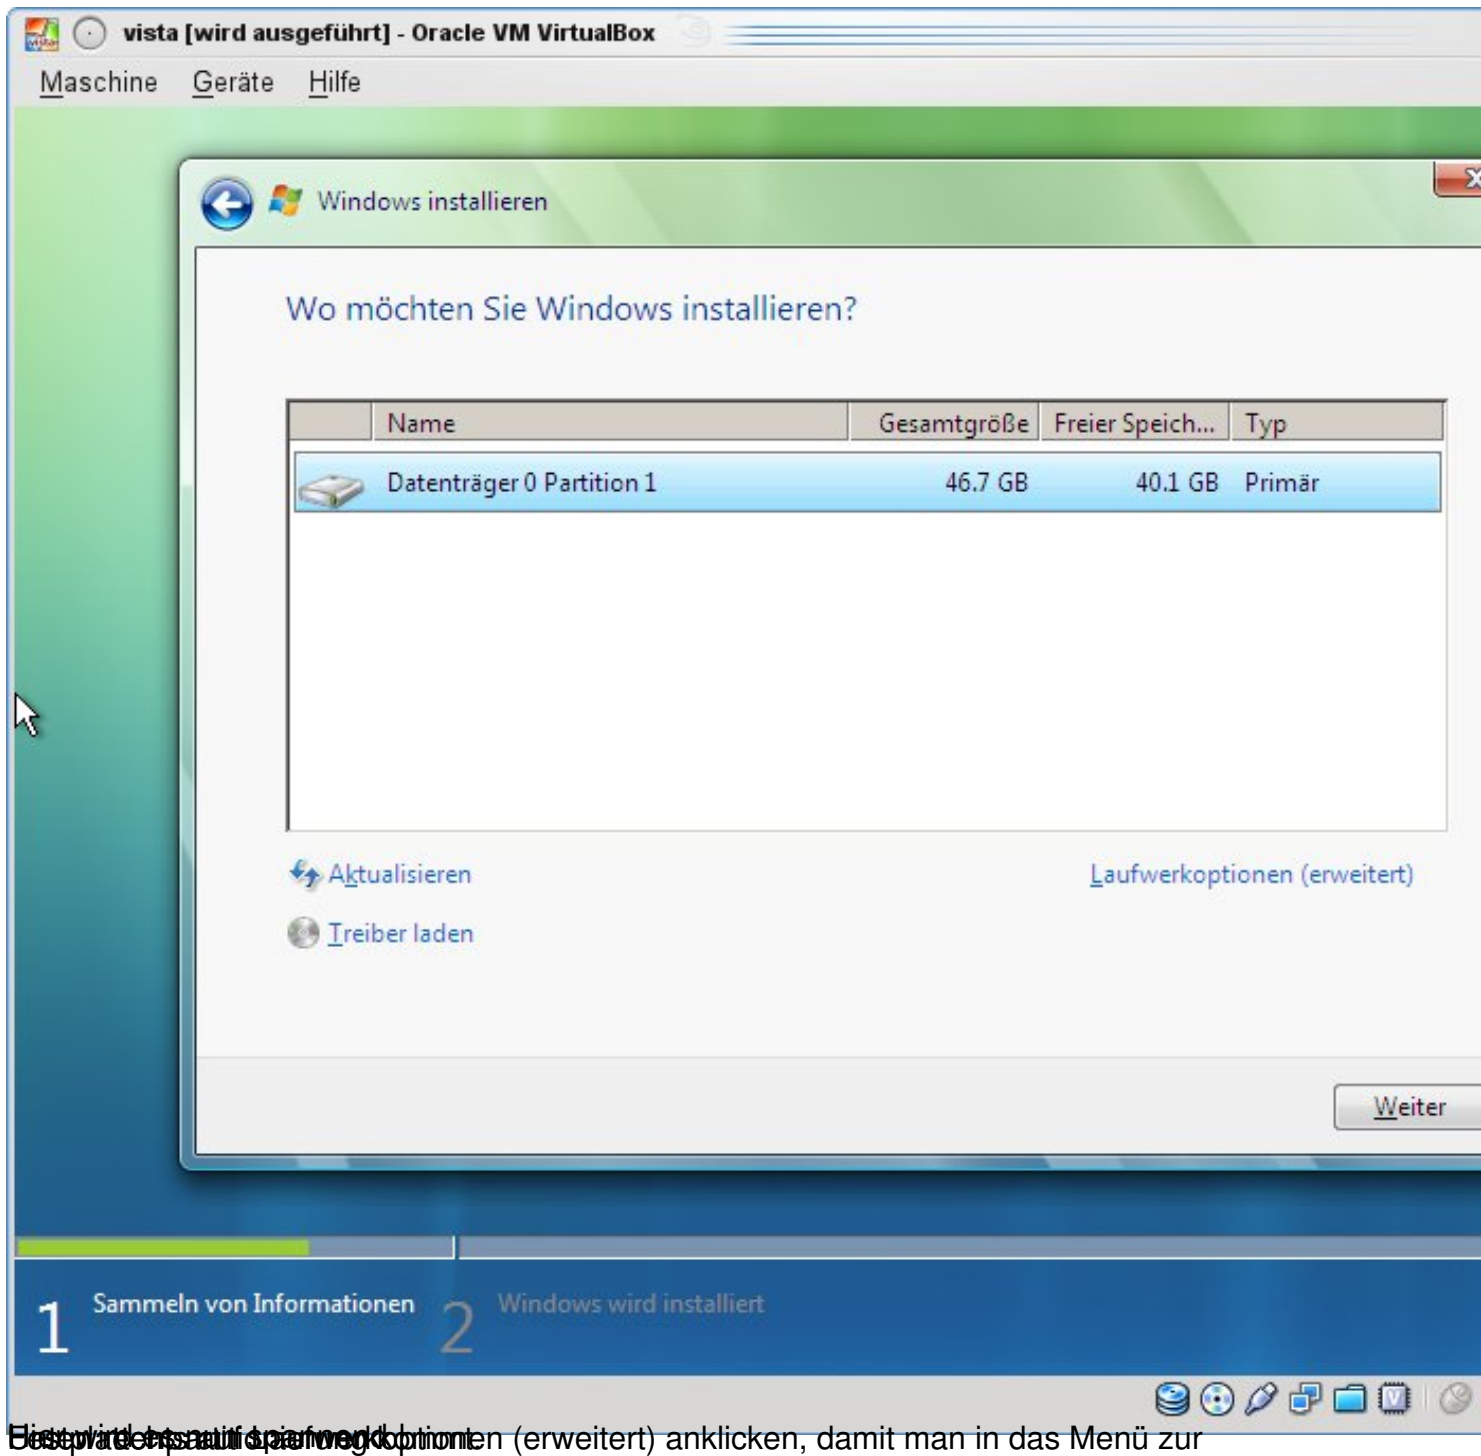 vista [wird ausgeführt] - Oracle VM VirtualBox
Maschine Geräte Hilfe
Windows installieren
Wo möchten Sie Windows installieren?
Name Gesamtgröße Freier Speich... Typ
Datenträger 0 Partition 1 46.7 GB 40.1 GB Primär
Aktualisieren Laufwerkoptionen (erweitert)
Treiber laden
Weiter
1 Sammeln von Informationen 2 Windows wird installiert
(erweitert) anklicken, damit man in das Menü zur